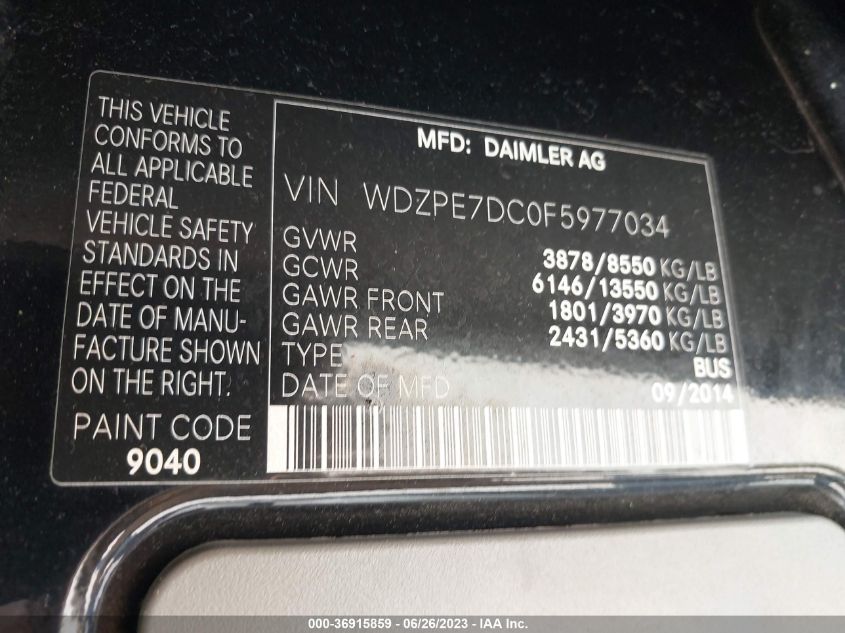 THIS VEHICLE
CONFORMS TO
ALL APPLICABLE
FEDERAL
VEHICLE SAFETY
STANDARDS IN
EFFECT ON THE
DATE OF MANU-
FACTURE SHOWN
ON THE RIGHT.
PAINT CODE
9040
MFD: DAIMLER AG
VIN WDZPE7DC0F5977034
GVWR 3878/8550 KG/LB
GCWR 6146/13550 KG/LB
GAWR FRONT 1801/3970 KG/LB
GAWR REAR 2431/5360 KG/LB
TYPE BUS
DATE OF MFD 09/2014
000-36915859 - 06/26/2023 - IAA Inc.